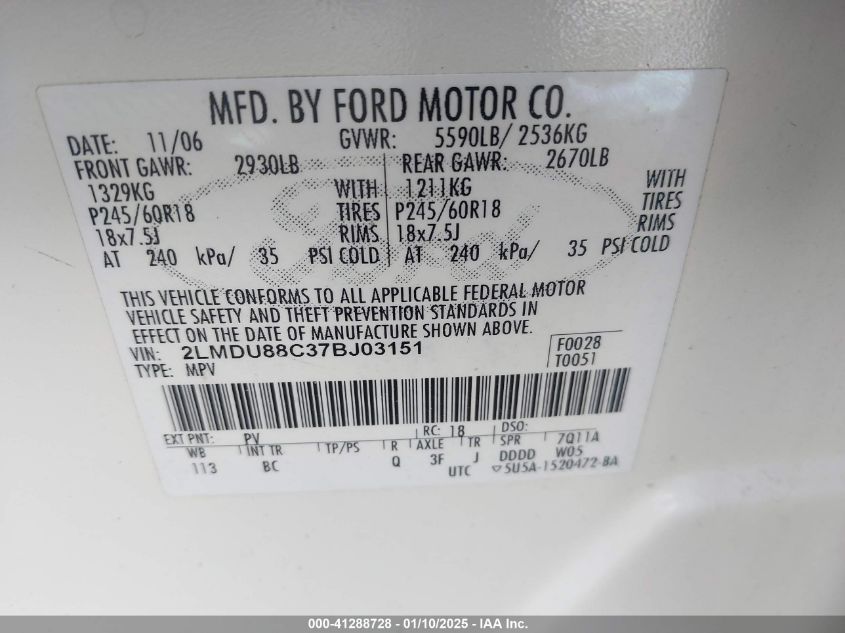 MFD. BY FORD MOTOR CO.
DATE: 11/06 GVWR: 5590LB/ 2536KG
FRONT GAWR: 2930LB REAR GAWR: 2670LB
1329KG WITH 1211KG WITH
P245/60R18 TIRES P245/60R18 TIRES
18x7.5J RIMS 18x7.5J RIMS
AT 240 kPa/ 35 PSI COLD AT 240 kPa/ 35 PSI COLD
Ford
THIS VEHICLE CONFORMS TO ALL APPLICABLE FEDERAL MOTOR
VEHICLE SAFETY AND THEFT PREVENTION STANDARDS IN
EFFECT ON THE DATE OF MANUFACTURE SHOWN ABOVE.
VIN: 2LMDU88C37BJ03151 F0028
TYPE: MPV T0051
EXT PNT: PV RC: 18 DSO:
WB INT TR TP/PS R AXLE TR SPR 7Q11A
113 BC Q 3F J DDDD W05
UTC ▽5U5A-1520472-BA
000-41288728 - 01/10/2025 - IAA Inc.